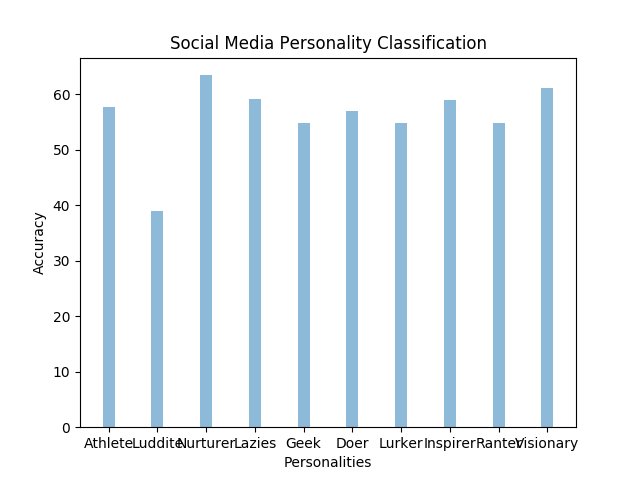 Social Media Personality Classification
Accuracy
60
50
40
30
20
10
0
Athlete Luddite Nurturer Lazies Geek Doer Lurker Inspirer Ranter Visionary
Personalities